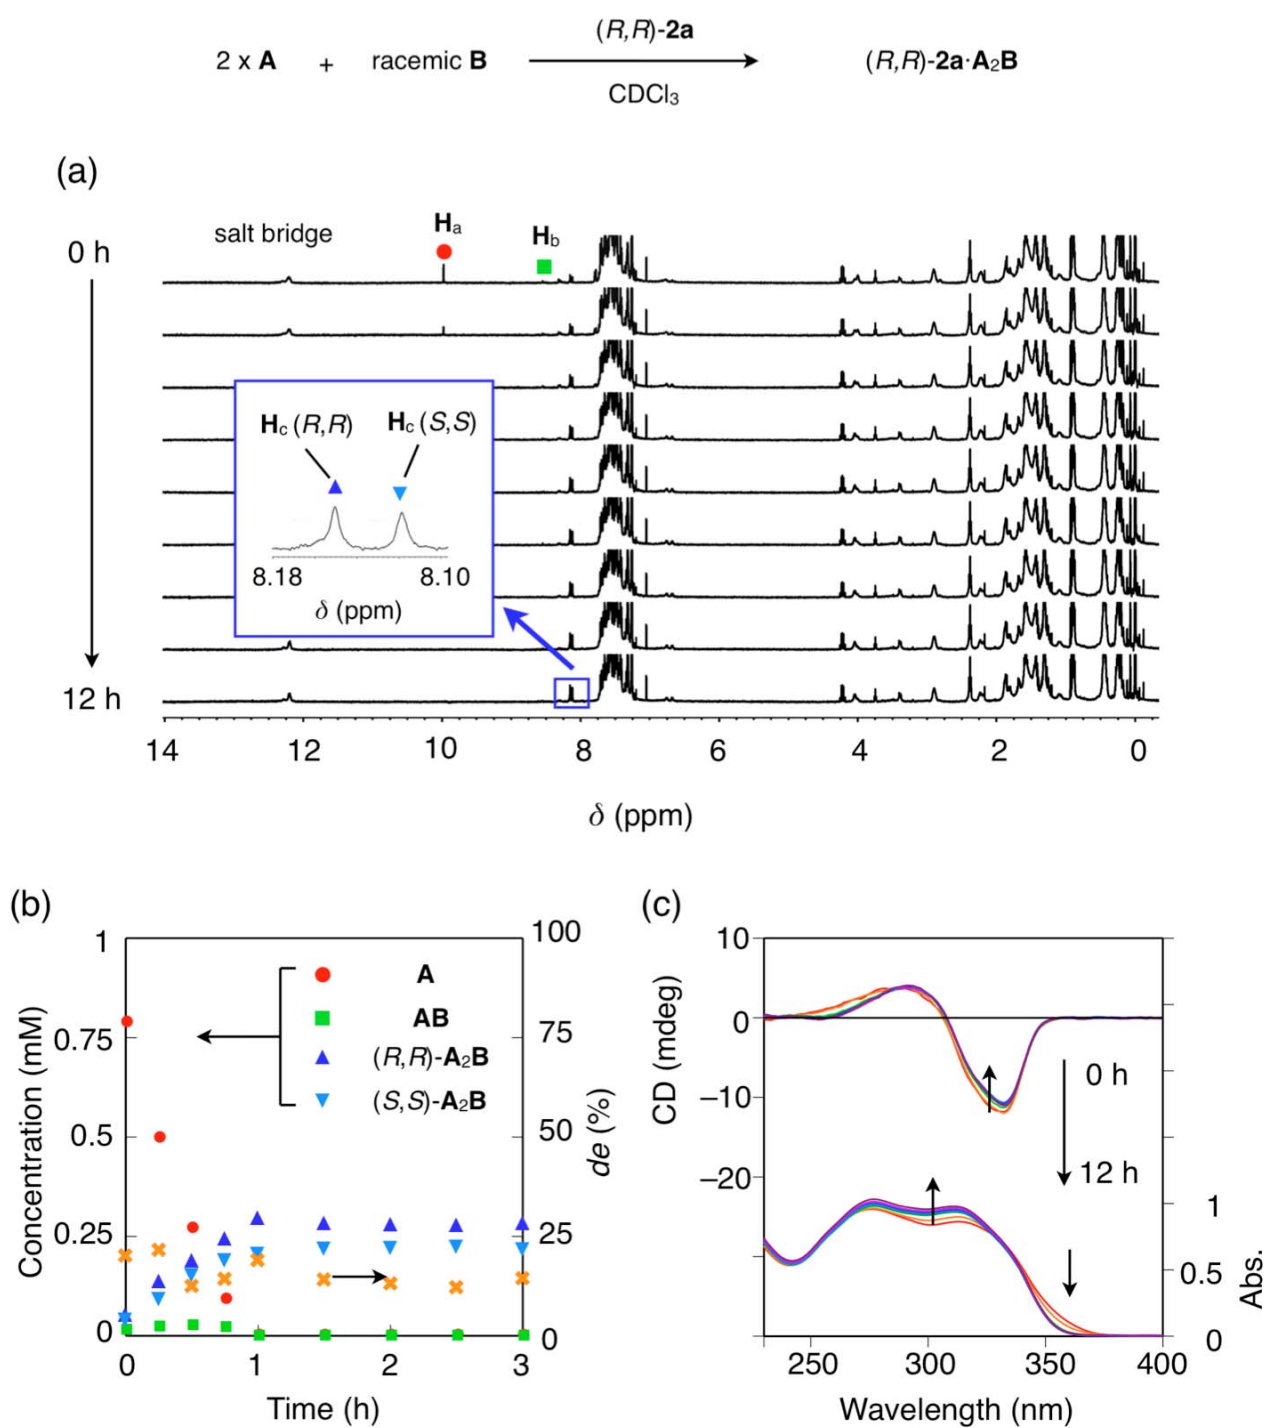 (R,R)-2a
2 x A + racemic B (R,R)-2a·A₂B
CDCl₃
(a)
0 h
salt bridge
Hₐ
H_b
H_c (R,R) H_c (S,S)
8.18 8.10
δ (ppm)
12 h
14 12 10 8 6 4 2 0
δ (ppm)
(b)
1
0.75
0.5
0.25
0
Concentration (mM)
A
AB
(R,R)-A₂B
(S,S)-A₂B
100
75
50
25
0
de (%)
0 1 2 3
Time (h)
(c)
10
0
−10
−20
CD (mdeg)
0 h
12 h
1
0.5
0
Abs.
250 300 350 400
Wavelength (nm)